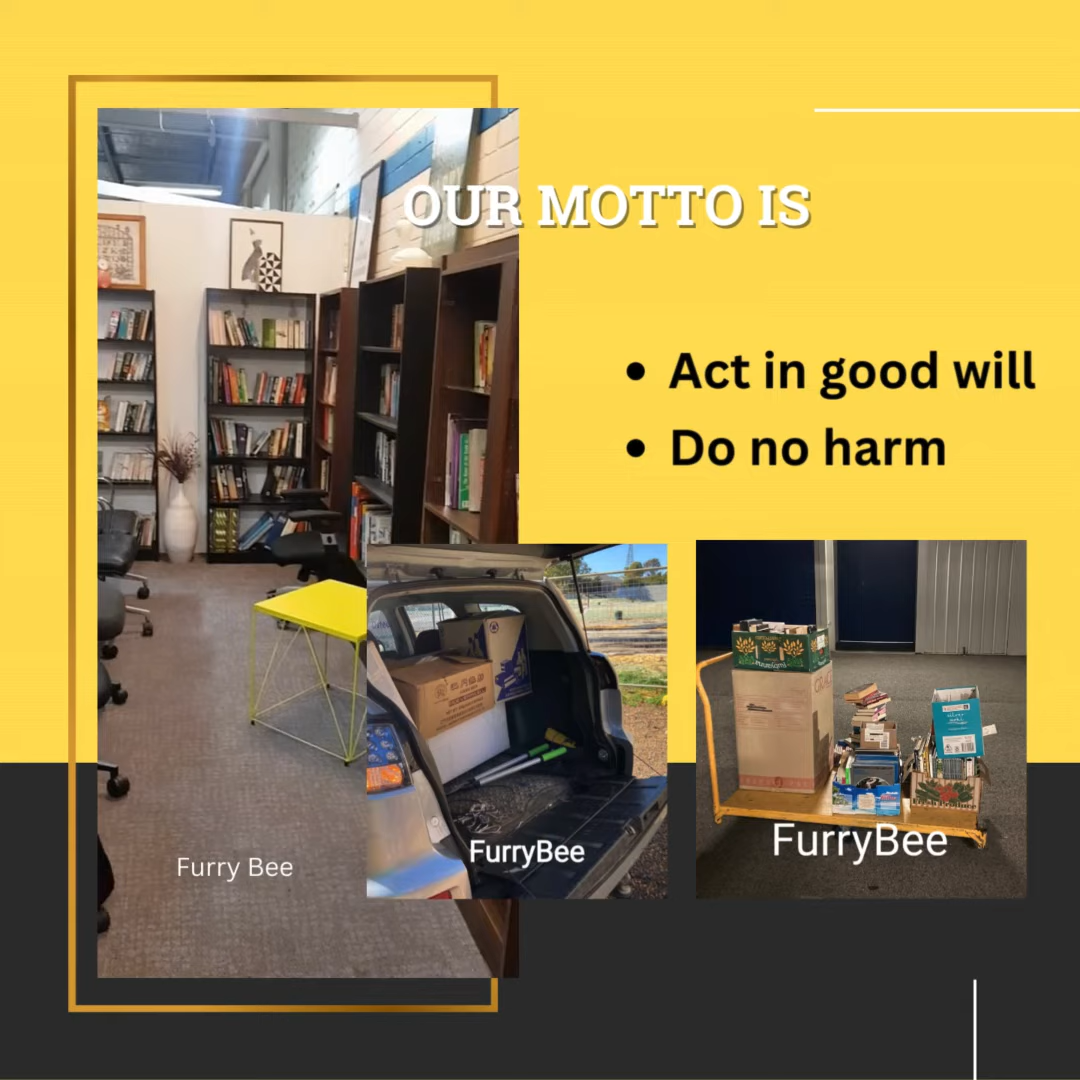 OUR MOTTO IS
• Act in good will
• Do no harm
Furry Bee
FurryBee
FurryBee